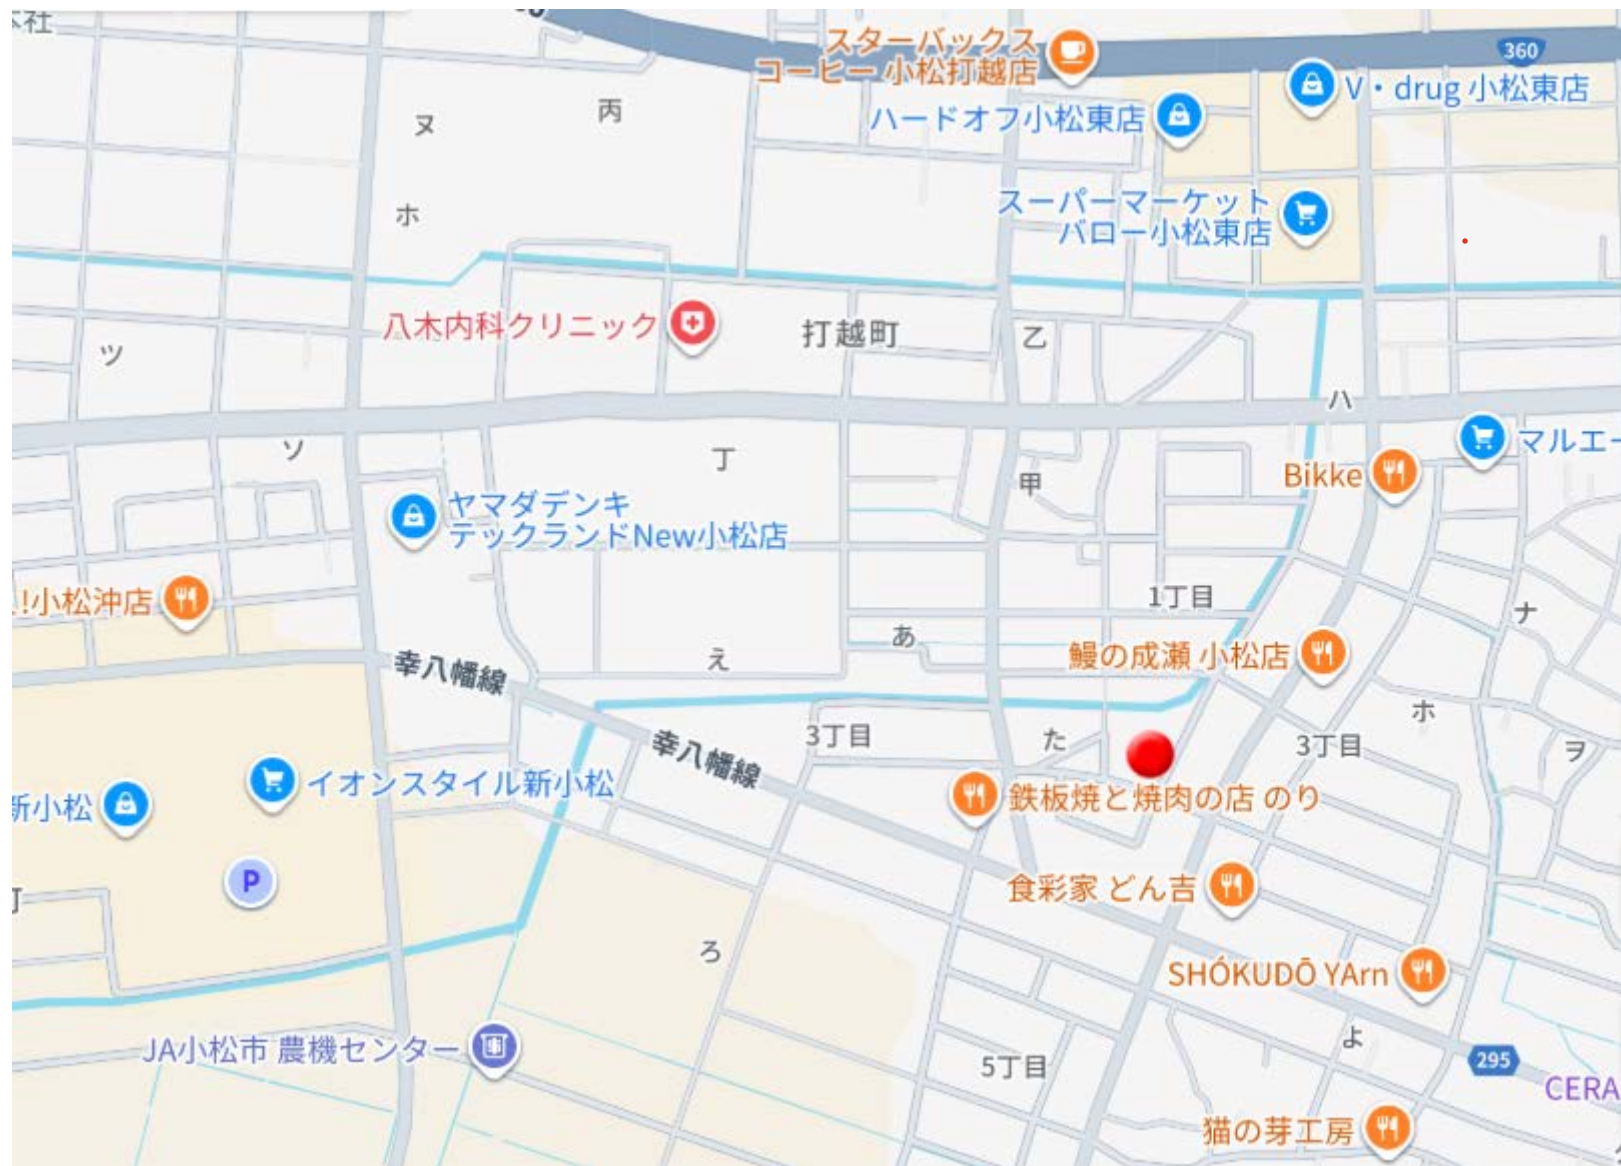 本社
360
スターバックス
コーヒー 小松打越店
V・drug 小松東店
ハードオフ小松東店
丙
ヌ
スーパーマーケット
バロー小松東店
ホ
八木内科クリニック
打越町
乙
ツ
ハ
ソ
丁
マルエー
Bikke
甲
ヤマダデンキ
テックランドNew小松店
!小松沖店
1丁目
ナ
あ
え
鰻の成瀬 小松店
幸八幡線
ホ
3丁目
た
3丁目
ヲ
幸八幡線
イオンスタイル新小松
新小松
鉄板焼と焼肉の店 のり
P
町
食彩家 どん吉
ろ
SHÓKUDŌ YArn
JA小松市 農機センター
よ
5丁目
295
CERA
猫の芽工房